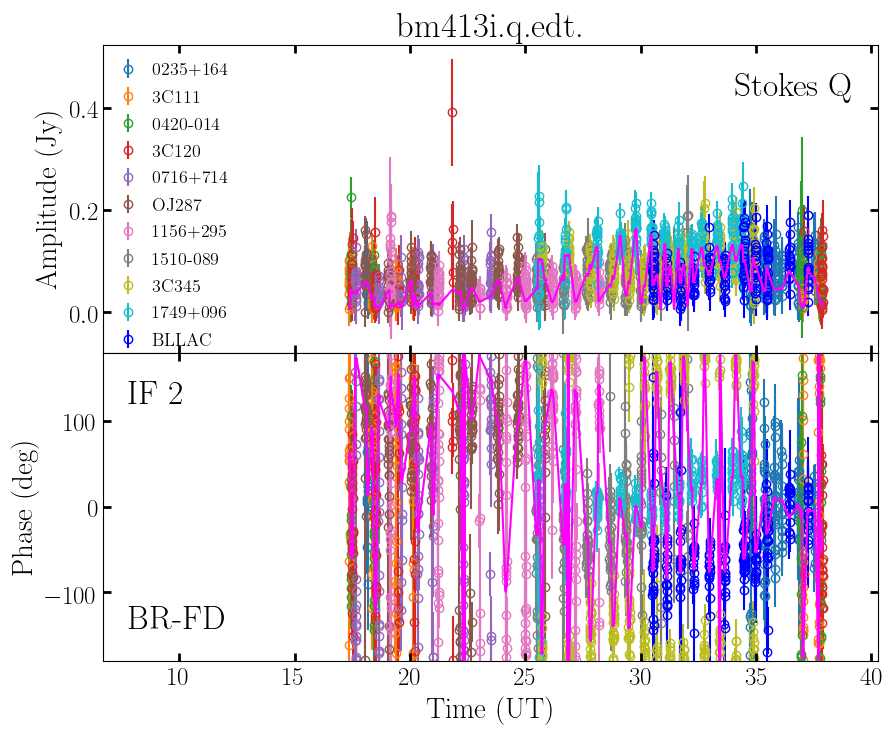 bm413i.q.edt.
Stokes Q
0235+164
3C111
0420-014
3C120
0716+714
OJ287
1156+295
1510-089
3C345
1749+096
BLLAC
Amplitude (Jy)
0.4
0.2
0.0
IF 2
BR-FD
Phase (deg)
100
0
−100
10 15 20 25 30 35 40
Time (UT)